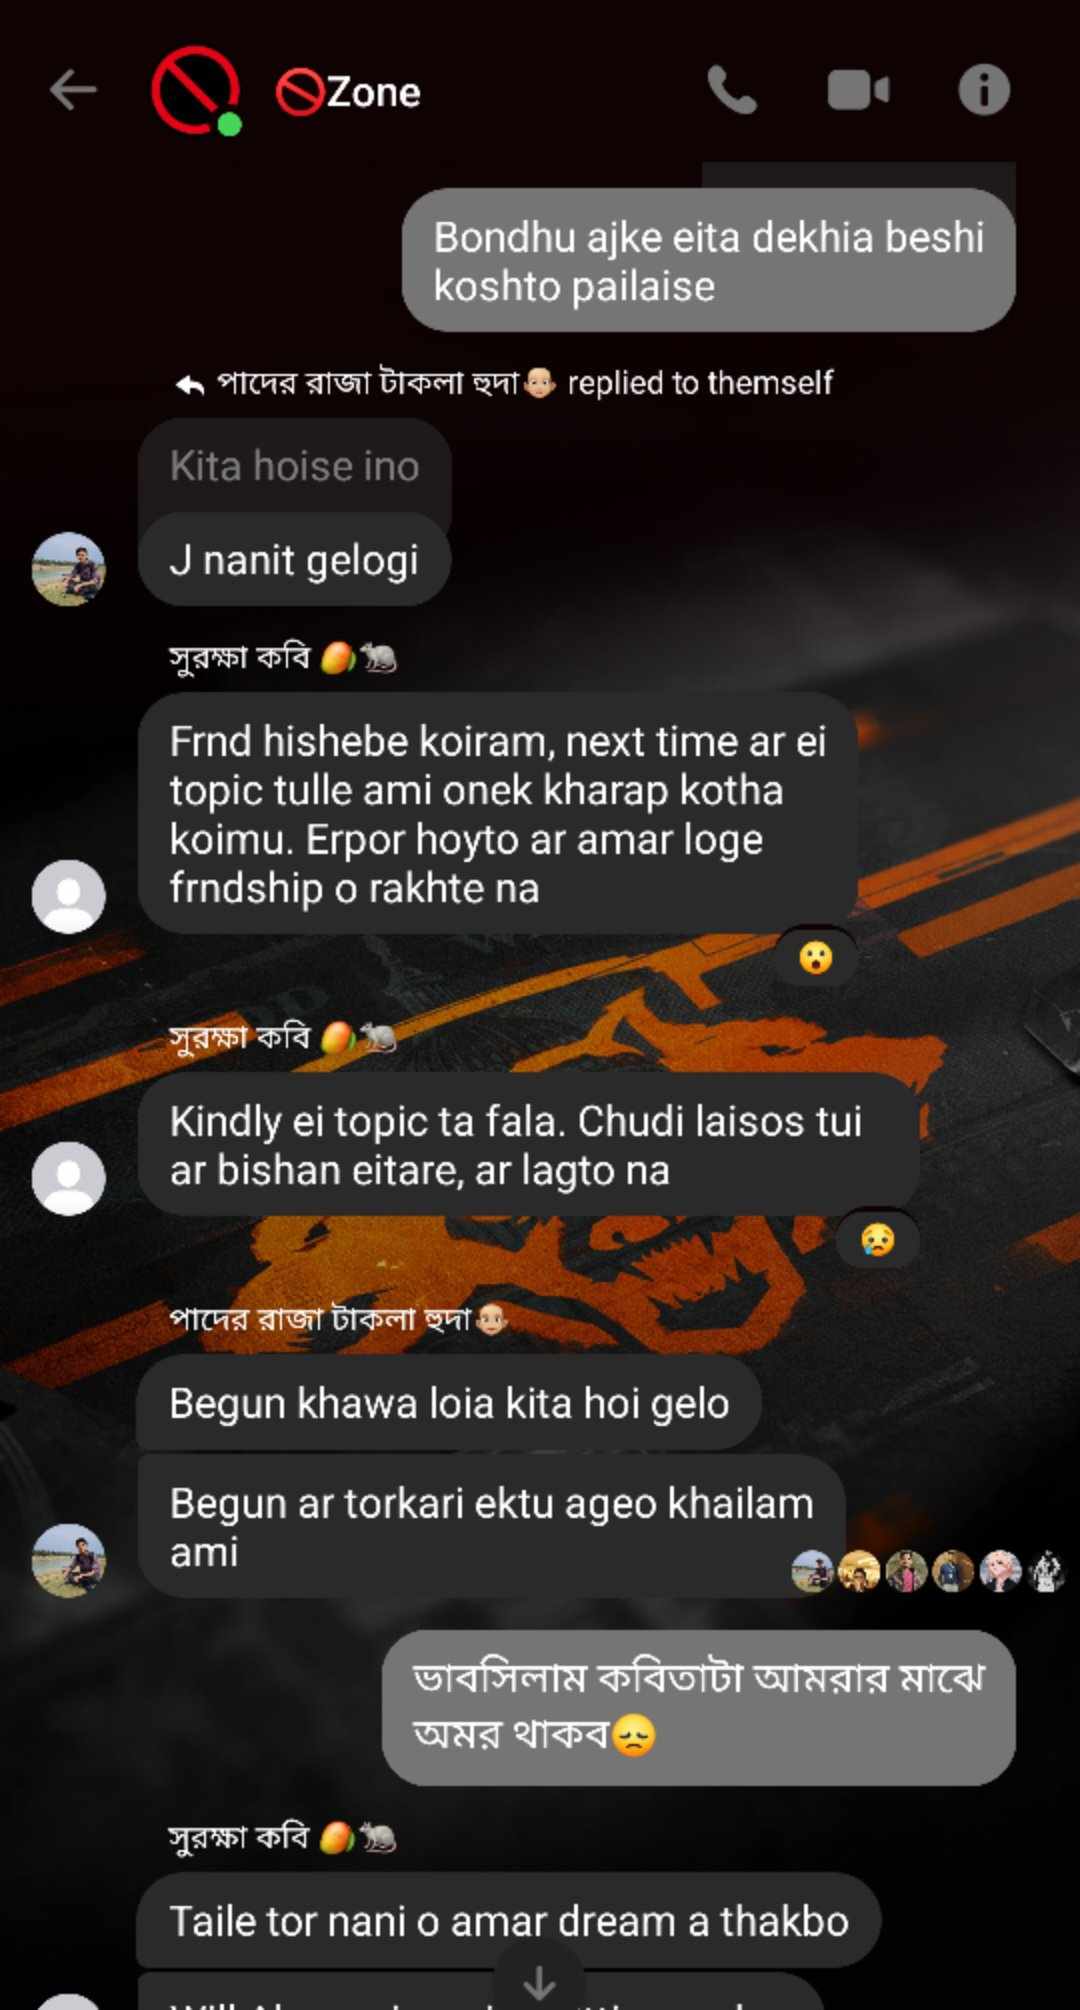 🚫Zone
Bondhu ajke eita dekhia beshi
koshto pailaise
পাদের রাজা টাকলা হুদা👨🏼‍🦲 replied to themself
Kita hoise ino
J nanit gelogi
সুরক্ষা কবি 🥭🐀
Frnd hishebe koiram, next time ar ei
topic tulle ami onek kharap kotha
koimu. Erpor hoyto ar amar loge
frndship o rakhte na
সুরক্ষা কবি 🥭🐀
Kindly ei topic ta fala. Chudi laisos tui
ar bishan eitare, ar lagto na
পাদের রাজা টাকলা হুদা👨🏼‍🦲
Begun khawa loia kita hoi gelo
Begun ar torkari ektu ageo khailam
ami
ভাবসিলাম কবিতাটা আমরার মাঝে
অমর থাকব😞
সুরক্ষা কবি 🥭🐀
Taile tor nani o amar dream a thakbo